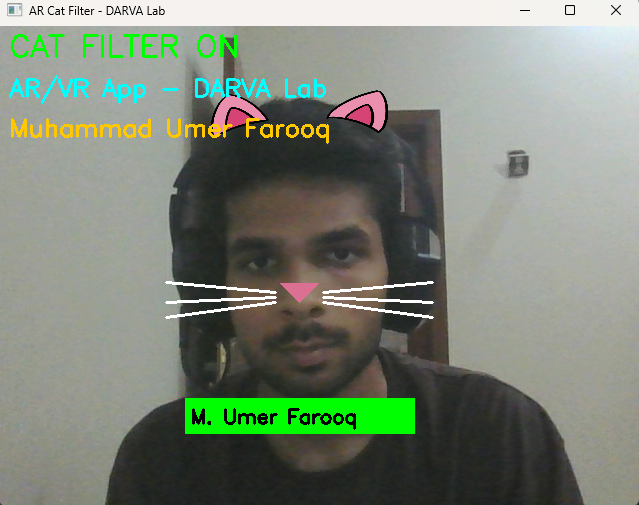 AR Cat Filter - DARVA Lab
CAT FILTER ON
AR/VR App - DARVA Lab
Muhammad Umer Farooq
M. Umer Farooq